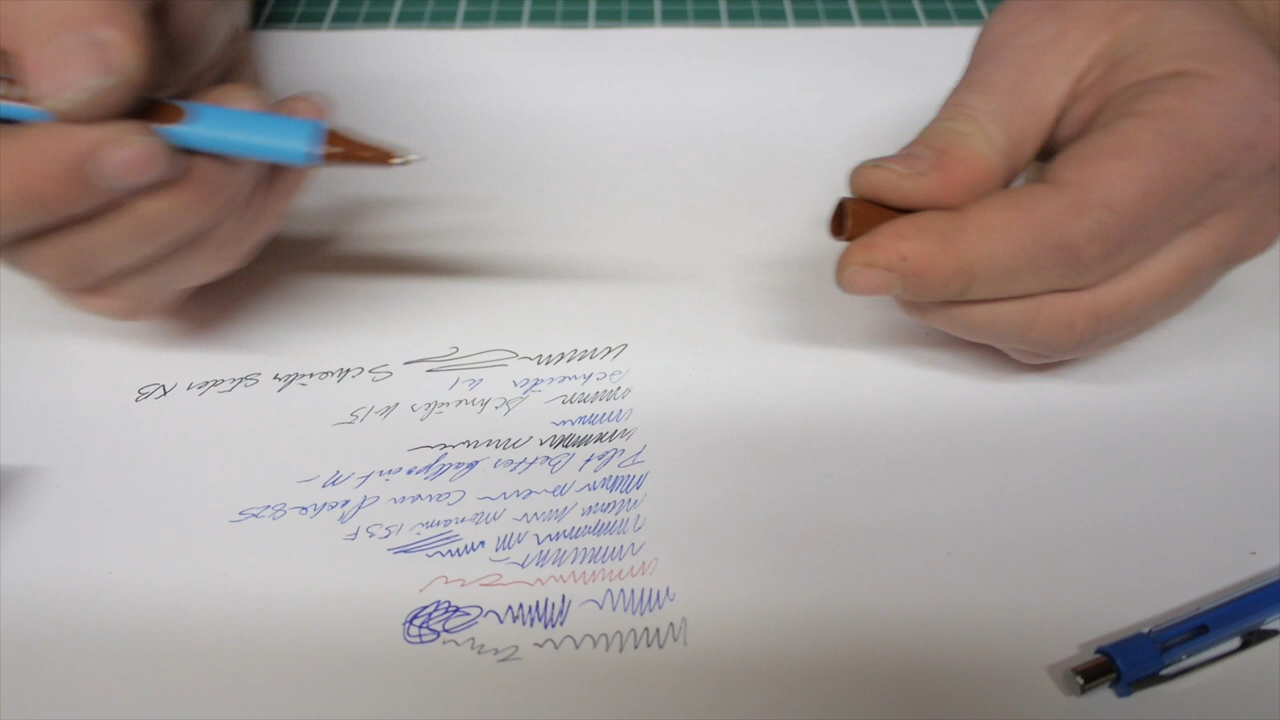 Monami 153 F
Caran d'ache 825
Pilot Better ballpoint M -
Schneider K15
Schneider K1
Schneider Slider XB